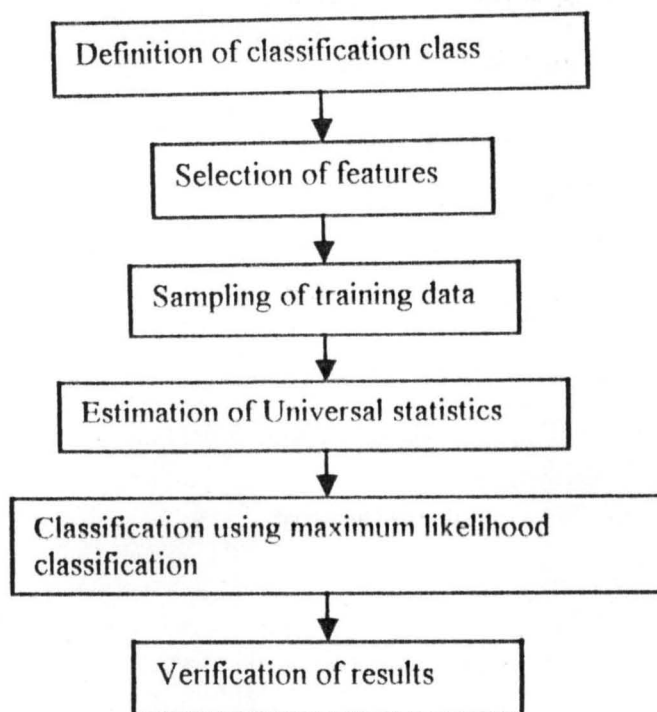 Definition of classification class
Selection of features
Sampling of training data
Estimation of Universal statistics
Classification using maximum likelihood
classification
Verification of results